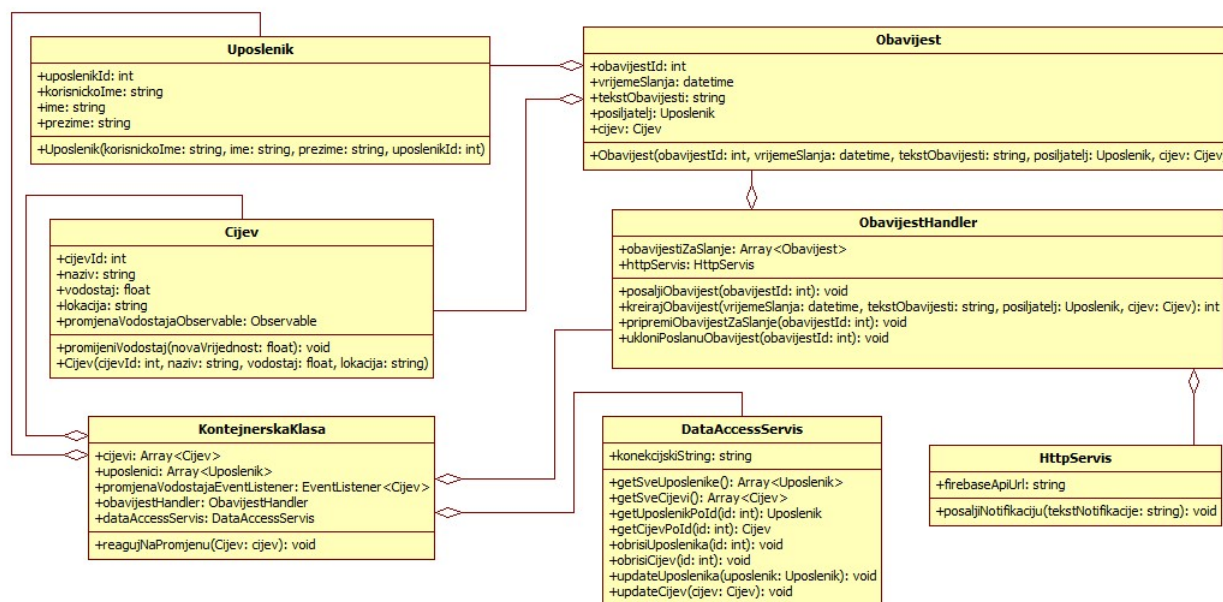 Uposlenik
+uposlenikId: int
+korisnickoIme: string
+ime: string
+prezime: string
+Uposlenik(korisnickoIme: string, ime: string, prezime: string, uposlenikId: int)
Obavijest
+obavijestId: int
+vrijemeSlanja: datetime
+tekstObavijesti: string
+posiljatelj: Uposlenik
+cijev: Cijev
+Obavijest(obavijestId: int, vrijemeSlanja: datetime, tekstObavijesti: string, posiljatelj: Uposlenik, cijev: Cijev
Cijev
+cijevId: int
+naziv: string
+vodostaj: float
+lokacija: string
+promjenaVodostajaObservable: Observable
+promijeniVodostaj(novaVrijednost: float): void
+Cijev(cijevId: int, naziv: string, vodostaj: float, lokacija: string)
ObavijestHandler
+obavijestiZaSlanje: Array<Obavijest>
+httpServis: HttpServis
+posaljiObavijest(obavijestId: int): void
+kreirajObavijest(vrijemeSlanja: datetime, tekstObavijesti: string, posiljatelj: Uposlenik, cijev: Cijev): int
+pripremiObavijestZaSlanje(obavijestId: int): void
+ukloniPoslanuObavijest(obavijestId: int): void
KontejnerskaKlasa
+cijevi: Array<Cijev>
+uposlenici: Array<Uposlenik>
+promjenaVodostajaEventListener: EventListener<Cijev>
+obavijestHandler: ObavijestHandler
+dataAccessServis: DataAccessServis
+reagujNaPromjenu(Cijev: cijev): void
DataAccessServis
+konekcijskiString: string
+getSveUposlenike(): Array<Uposlenik>
+getSveCijevi(): Array<Cijev>
+getUposlenikPoId(id: int): Uposlenik
+getCijevPoId(id: int): Cijev
+obrisiUposlenika(id: int): void
+obrisiCijev(id: int): void
+updateUposlenika(uposlenik: Uposlenik): void
+updateCijev(cijev: Cijev): void
HttpServis
+firebaseApiUrl: string
+posaljiNotifikaciju(tekstNotifikacije: string): void